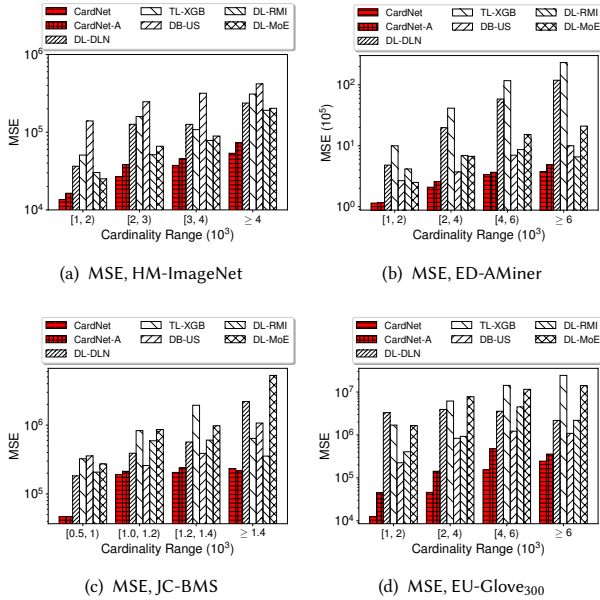 CardNet TL-XGB DL-RMI
CardNet-A DB-US DL-MoE
DL-DLN
10^6
10^5
10^4
MSE
[1, 2) [2, 3) [3, 4) ≥ 4
Cardinality Range (10^3)
(a) MSE, HM-ImageNet
CardNet TL-XGB DL-RMI
CardNet-A DB-US DL-MoE
DL-DLN
10^2
10^1
10^0
MSE (10^5)
[1, 2) [2, 4) [4, 6) ≥ 6
Cardinality Range (10^3)
(b) MSE, ED-AMiner
CardNet TL-XGB DL-RMI
CardNet-A DB-US DL-MoE
DL-DLN
10^6
10^5
MSE
[0.5, 1) [1.0, 1.2) [1.2, 1.4) ≥ 1.4
Cardinality Range (10^3)
(c) MSE, JC-BMS
CardNet TL-XGB DL-RMI
CardNet-A DB-US DL-MoE
DL-DLN
10^7
10^6
10^5
10^4
MSE
[1, 2) [2, 4) [4, 6) ≥ 6
Cardinality Range (10^3)
(d) MSE, EU-Glove_300